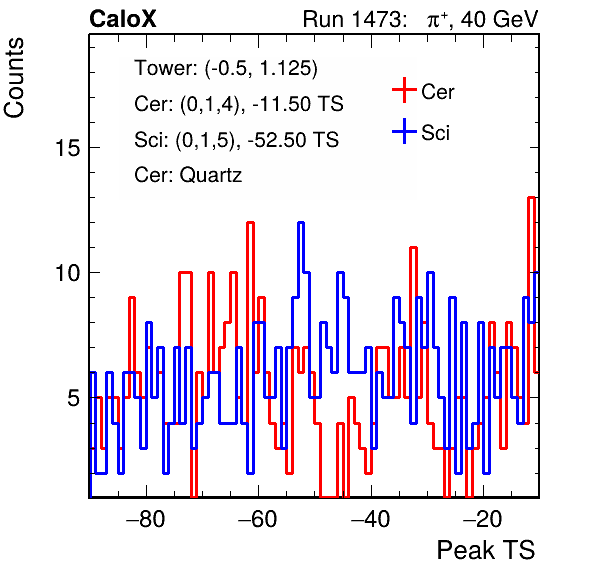 CaloX
Run 1473: π⁺, 40 GeV
Counts
Tower: (-0.5, 1.125)
Cer: (0,1,4), -11.50 TS
Sci: (0,1,5), -52.50 TS
Cer: Quartz
Cer
Sci
15
10
5
−80 −60 −40 −20
Peak TS